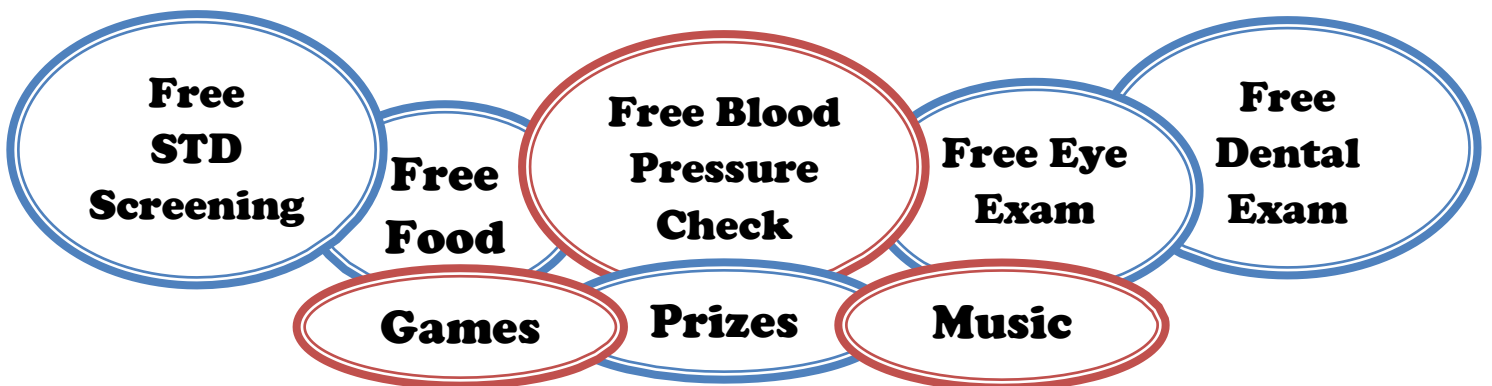 Free
STD
Screening
Free
Food
Free Blood
Pressure
Check
Free Eye
Exam
Free
Dental
Exam
Games
Prizes
Music